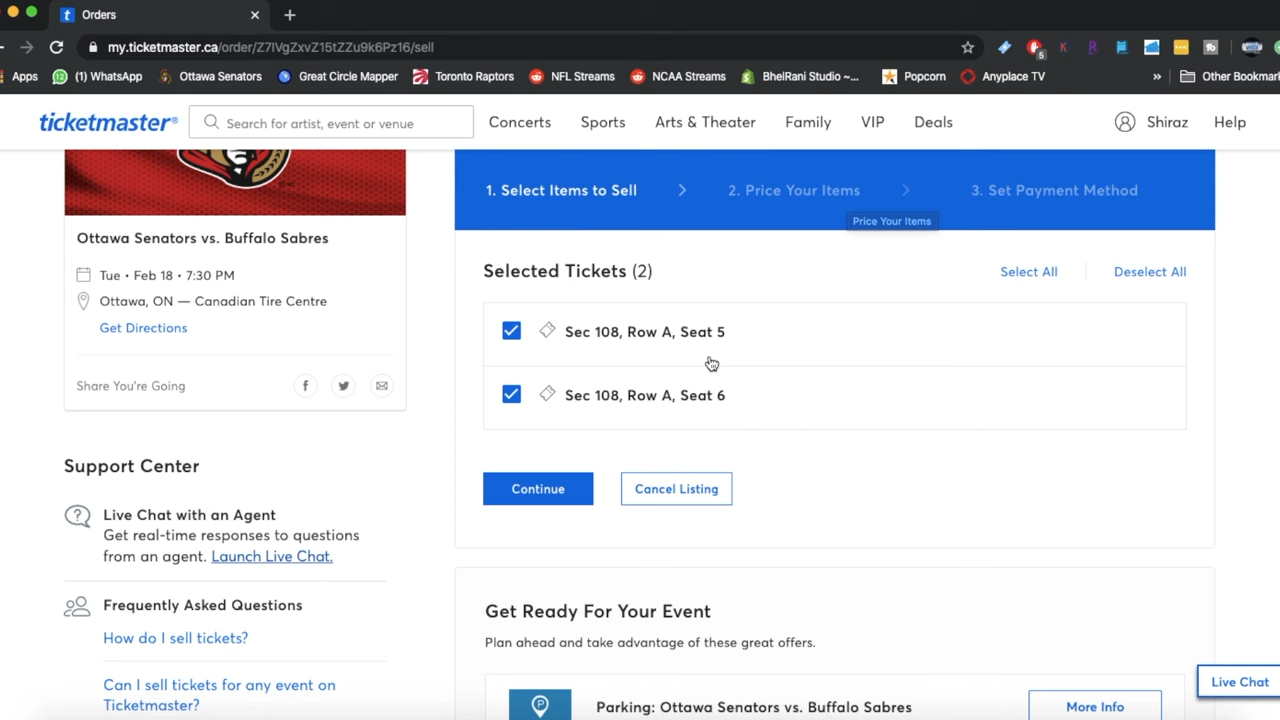 Orders
my.ticketmaster.ca/order/Z7IVgZxvZ15tZZu9k6Pz16/sell
5
Apps
(1) WhatsApp
Ottawa Senators
Great Circle Mapper
Toronto Raptors
NFL Streams
NCAA Streams
BhelRani Studio ~...
Popcorn
Anyplace TV
»
Other Bookmar
ticketmaster®
Search for artist, event or venue
Concerts
Sports
Arts & Theater
Family
VIP
Deals
Shiraz
Help
1. Select Items to Sell
2. Price Your Items
3. Set Payment Method
Price Your Items
Ottawa Senators vs. Buffalo Sabres
Tue • Feb 18 • 7:30 PM
Ottawa, ON — Canadian Tire Centre
Get Directions
Share You're Going
Selected Tickets (2)
Select All
Deselect All
Sec 108, Row A, Seat 5
Sec 108, Row A, Seat 6
Continue
Cancel Listing
Support Center
Live Chat with an Agent
Get real-time responses to questions
from an agent. Launch Live Chat.
Frequently Asked Questions
How do I sell tickets?
Can I sell tickets for any event on
Ticketmaster?
Get Ready For Your Event
Plan ahead and take advantage of these great offers.
P
Parking: Ottawa Senators vs. Buffalo Sabres
More Info
Live Chat